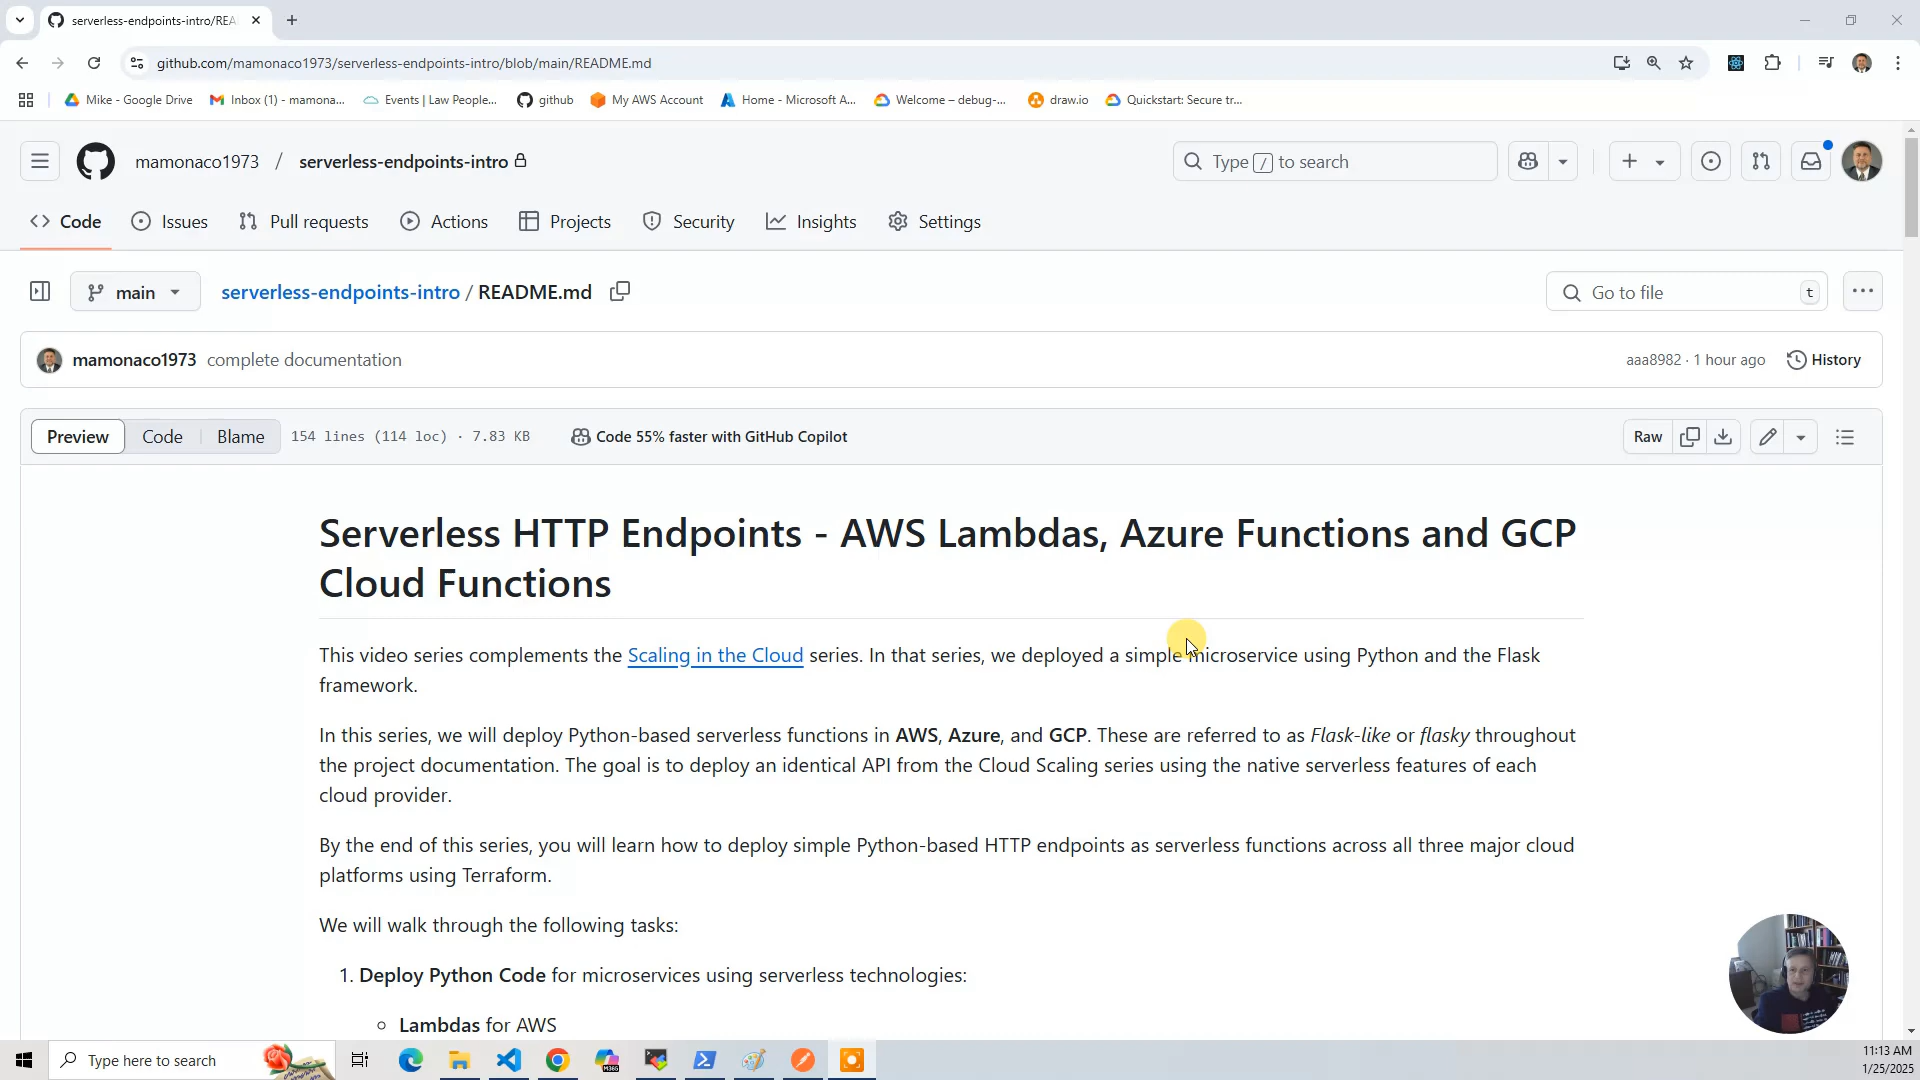 serverless-endpoints-intro/REA
github.com/mamonaco1973/serverless-endpoints-intro/blob/main/README.md
Mike - Google Drive
Inbox (1) - mamona...
Events | Law People...
github
My AWS Account
Home - Microsoft A...
Welcome – debug-...
draw.io
Quickstart: Secure tr...
mamonaco1973 / serverless-endpoints-intro
Type / to search
Code
Issues
Pull requests
Actions
Projects
Security
Insights
Settings
main
serverless-endpoints-intro / README.md
Go to file
t
mamonaco1973 complete documentation
aaa8982 · 1 hour ago
History
Preview
Code
Blame
154 lines (114 loc) · 7.83 KB
Code 55% faster with GitHub Copilot
Raw
Serverless HTTP Endpoints - AWS Lambdas, Azure Functions and GCP
Cloud Functions
This video series complements the Scaling in the Cloud series. In that series, we deployed a simple microservice using Python and the Flask
framework.
In this series, we will deploy Python-based serverless functions in AWS, Azure, and GCP. These are referred to as Flask-like or flasky throughout
the project documentation. The goal is to deploy an identical API from the Cloud Scaling series using the native serverless features of each
cloud provider.
By the end of this series, you will learn how to deploy simple Python-based HTTP endpoints as serverless functions across all three major cloud
platforms using Terraform.
We will walk through the following tasks:
1. Deploy Python Code for microservices using serverless technologies:
Lambdas for AWS
Type here to search
M365
11:13 AM
1/25/2025